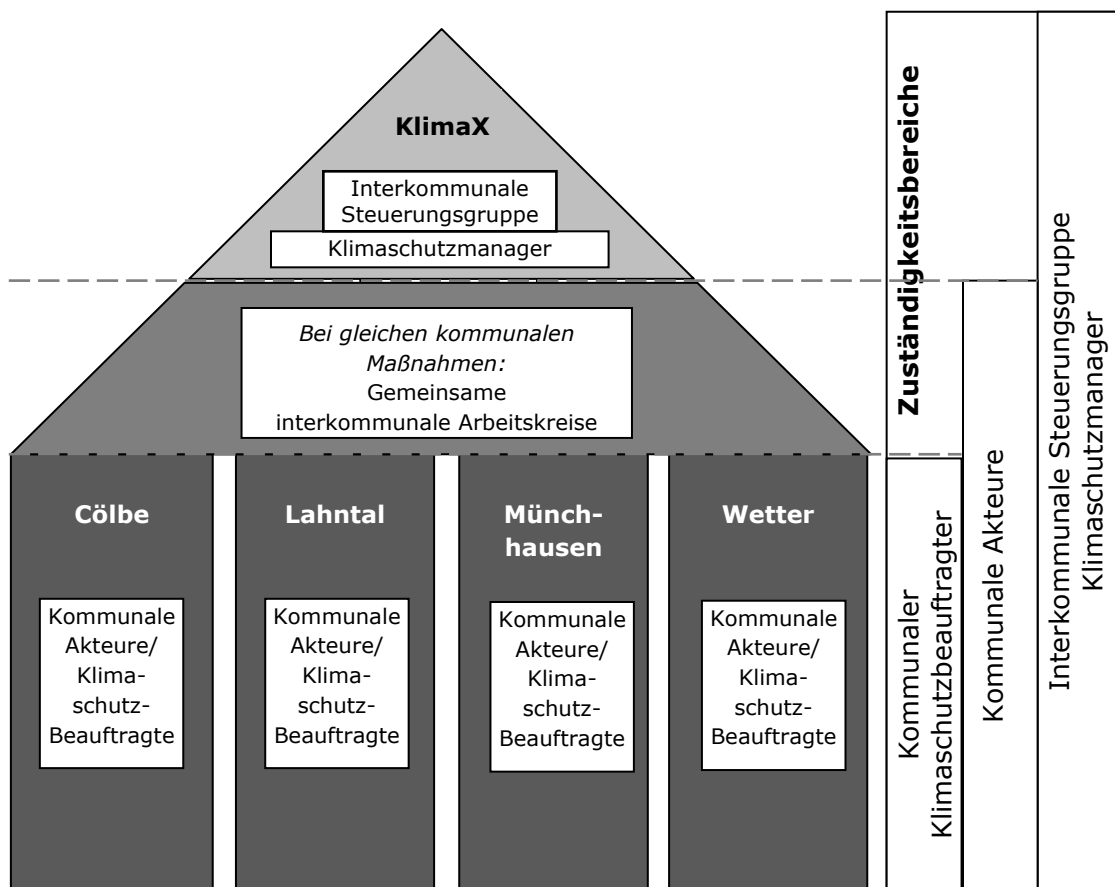 KlimaX
Interkommunale
Steuerungsgruppe
Klimaschutzmanager
Bei gleichen kommunalen
Maßnahmen:
Gemeinsame
interkommunale Arbeitskreise
Cölbe
Kommunale
Akteure/
Klima-
schutz-
Beauftragte
Lahntal
Kommunale
Akteure/
Klima-
schutz-
Beauftragte
Münch-
hausen
Kommunale
Akteure/
Klima-
schutz-
Beauftragte
Wetter
Kommunale
Akteure/
Klima-
schutz-
Beauftragte
Zuständigkeitsbereiche
Kommunaler
Klimaschutzbeauftragter
Kommunale Akteure
Interkommunale Steuerungsgruppe
Klimaschutzmanager